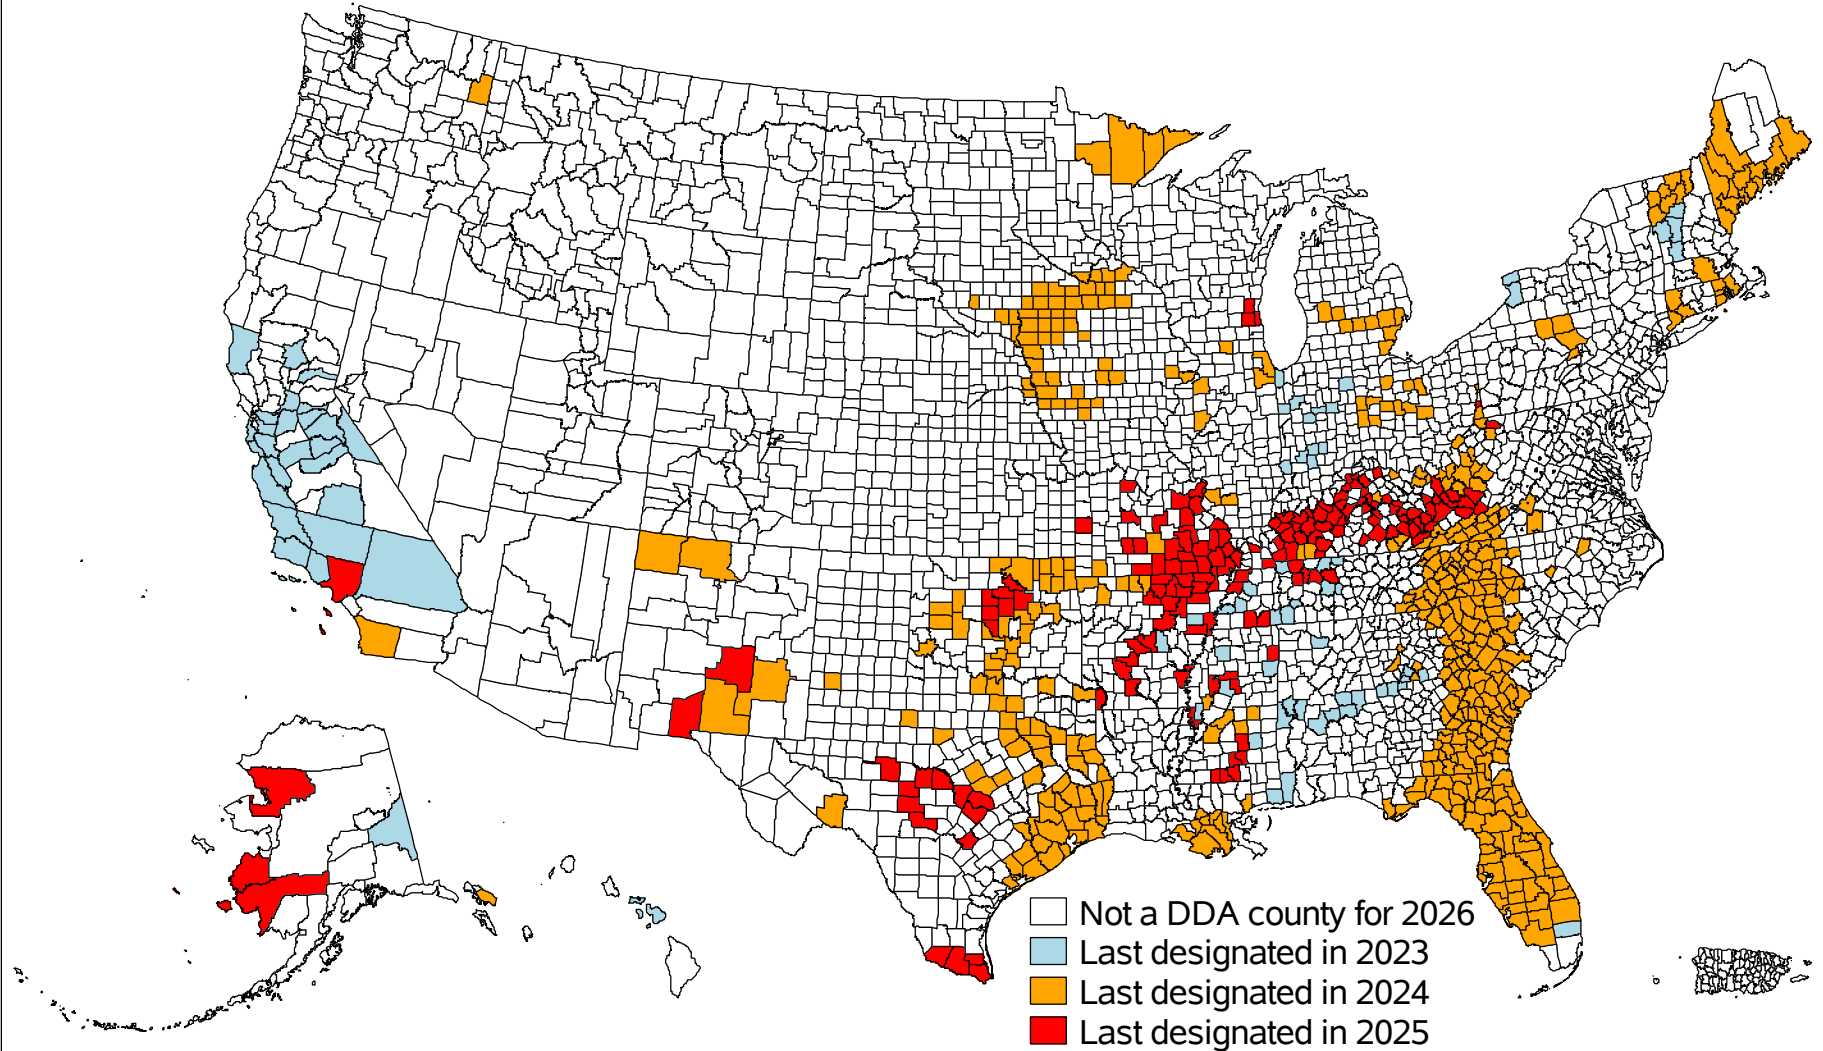 Not a DDA county for 2026
Last designated in 2023
Last designated in 2024
Last designated in 2025